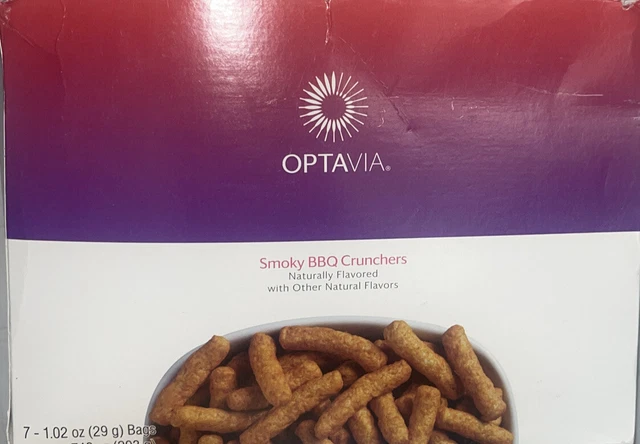 OPTAVIA®
Smoky BBQ Crunchers
Naturally Flavored
with Other Natural Flavors
7 - 1.02 oz (29 g) Bags